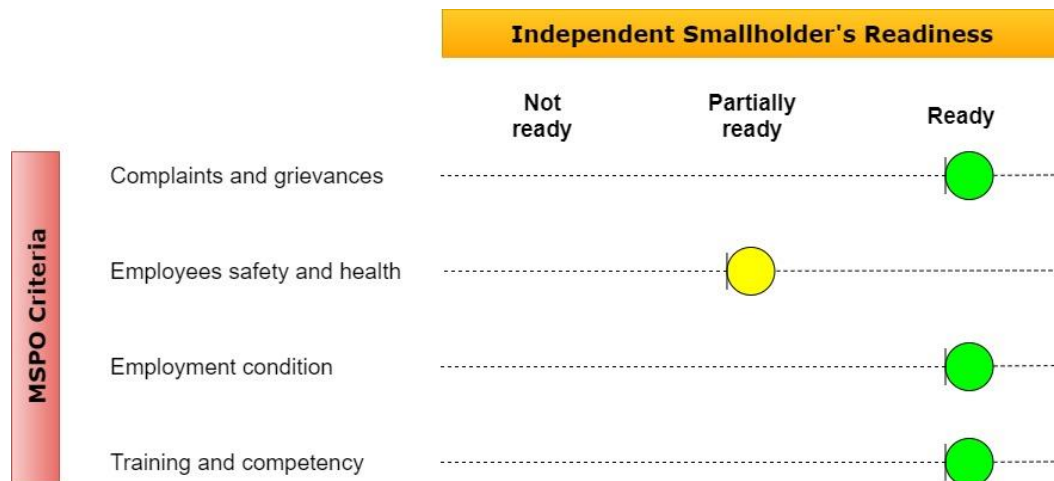 Independent Smallholder's Readiness
Not
ready
Partially
ready
Ready
MSPO Criteria
Complaints and grievances
Employees safety and health
Employment condition
Training and competency